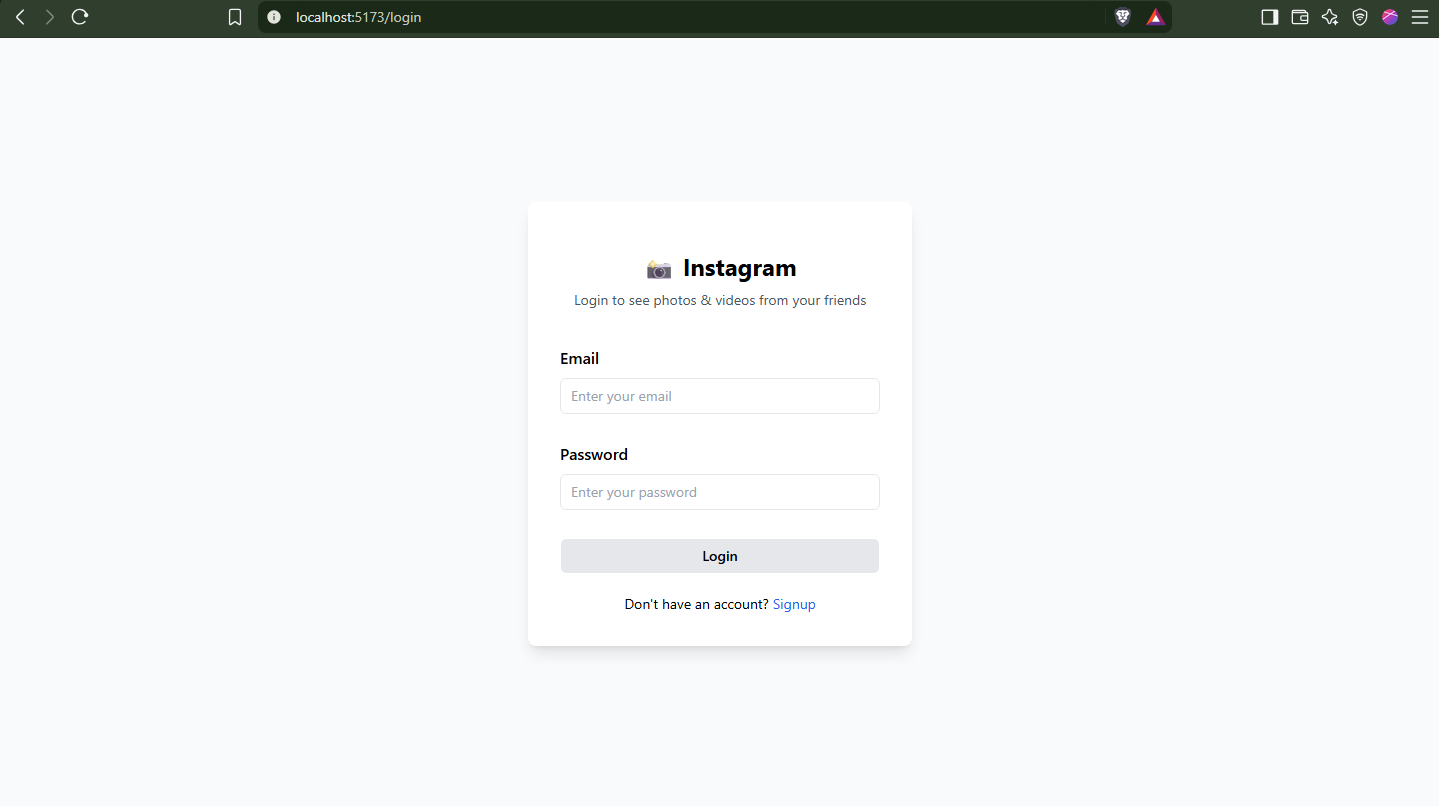 localhost:5173/login
Instagram
Login to see photos & videos from your friends
Email
Enter your email
Password
Enter your password
Login
Don't have an account? Signup